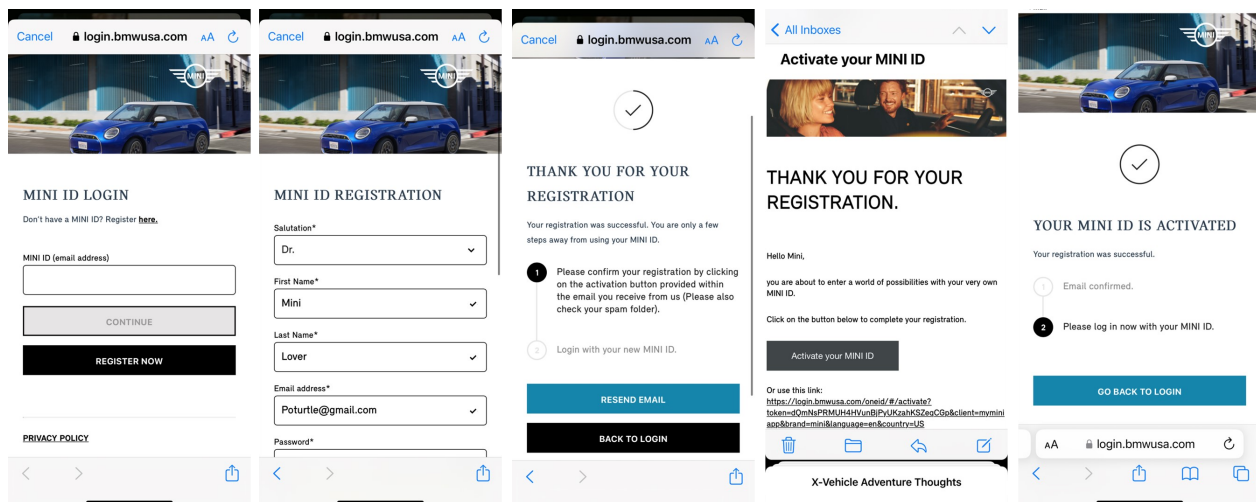 Cancel
login.bmwusa.com
AA
MINI
MINI ID LOGIN
Don't have a MINI ID? Register here.
MINI ID (email address)
CONTINUE
REGISTER NOW
PRIVACY POLICY
Cancel
login.bmwusa.com
AA
MINI
MINI ID REGISTRATION
Salutation*
Dr.
First Name*
Mini
Last Name*
Lover
Email address*
Poturtle@gmail.com
Password*
Cancel
login.bmwusa.com
AA
THANK YOU FOR YOUR
REGISTRATION
Your registration was successful. You are only a few
steps away from using your MINI ID.
1
Please confirm your registration by clicking
on the activation button provided within
the email you receive from us (Please also
check your spam folder).
2
Login with your new MINI ID.
RESEND EMAIL
BACK TO LOGIN
All Inboxes
Activate your MINI ID
THANK YOU FOR YOUR
REGISTRATION.
Hello Mini,
you are about to enter a world of possibilities with your very own
MINI ID.
Click on the button below to complete your registration.
Activate your MINI ID
Or use this link:
https://login.bmwusa.com/oneid/#/activate?
token=dQmNsPRMUH4HVunBjPyUKzahKSZeqCGp&client=mymini
app&brand=mini&language=en&country=US
X-Vehicle Adventure Thoughts
MINI
YOUR MINI ID IS ACTIVATED
Your registration was successful.
1
Email confirmed.
2
Please log in now with your MINI ID.
GO BACK TO LOGIN
AA
login.bmwusa.com